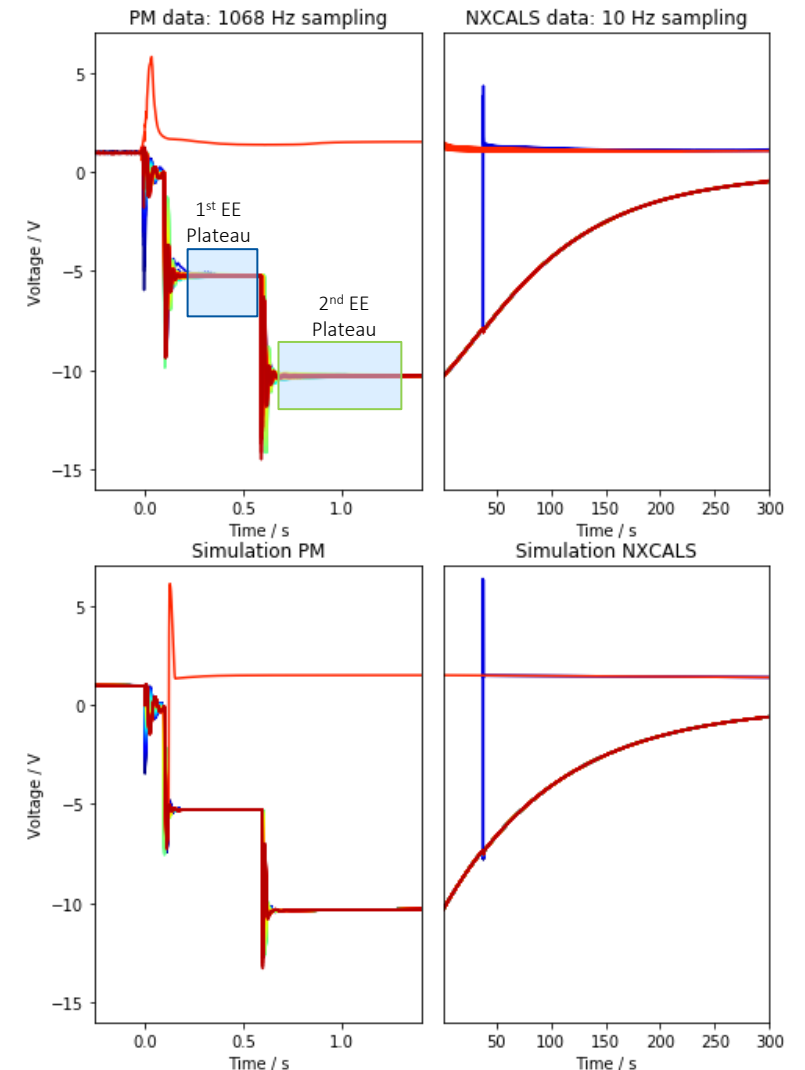 PM data: 1068 Hz sampling
5
0
−5
−10
−15
Voltage / V
1st EE
Plateau
2nd EE
Plateau
0.0 0.5 1.0
Time / s
NXCALS data: 10 Hz sampling
50 100 150 200 250 300
Time / s
Simulation PM
5
0
−5
−10
−15
Voltage / V
0.0 0.5 1.0
Time / s
Simulation NXCALS
50 100 150 200 250 300
Time / s